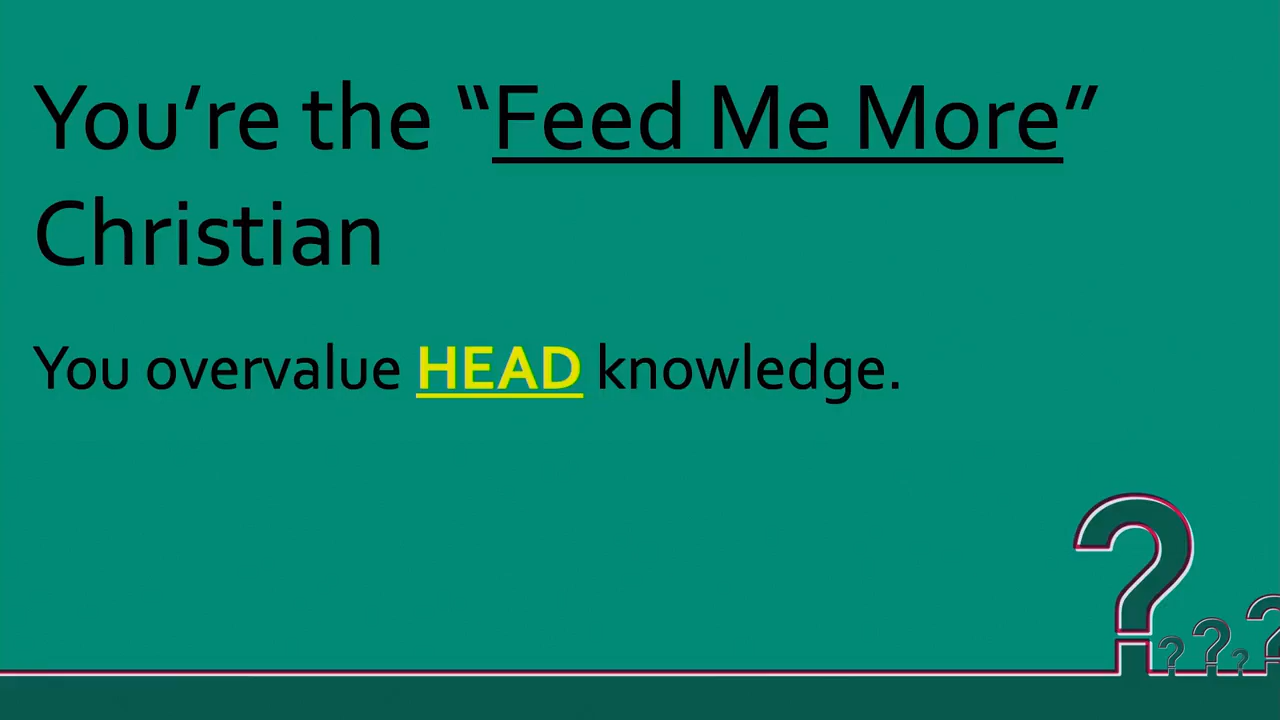 You’re the “Feed Me More”
Christian
You overvalue HEAD knowledge.